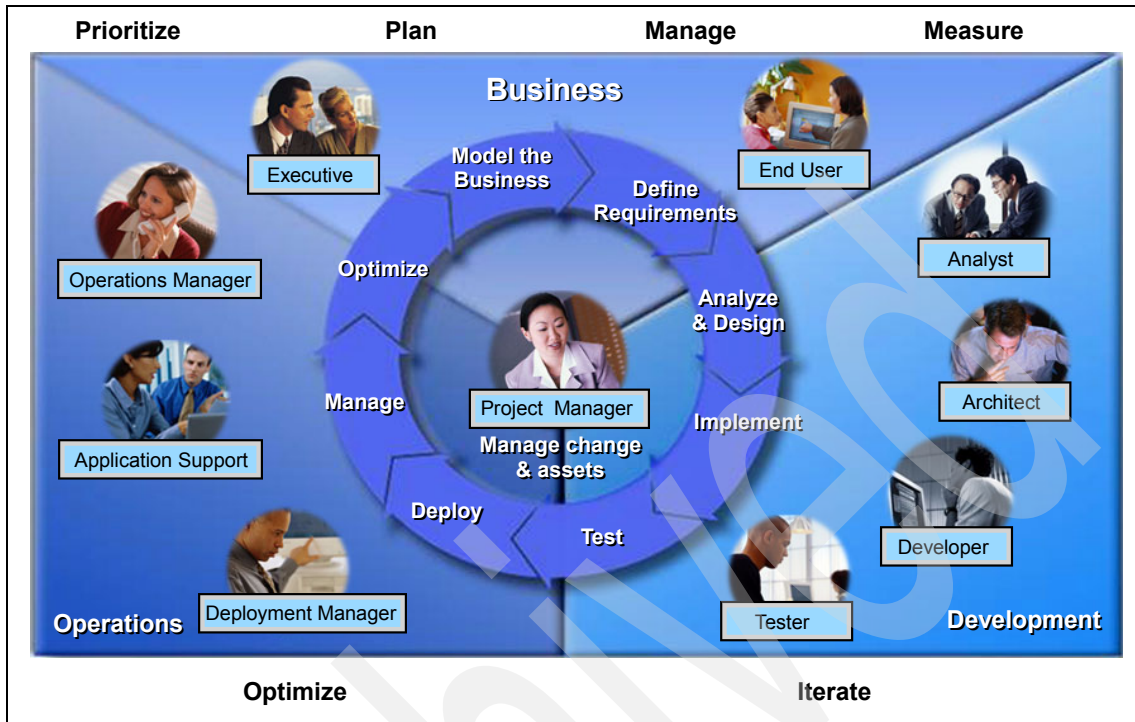 Prioritize
Plan
Manage
Measure
Business
Executive
End User
Model the
Business
Define
Requirements
Operations Manager
Analyst
Optimize
Analyze
& Design
Project Manager
Manage change
& assets
Manage
Implement
Architect
Application Support
Deploy
Test
Developer
Deployment Manager
Tester
Operations
Development
Optimize
Iterate